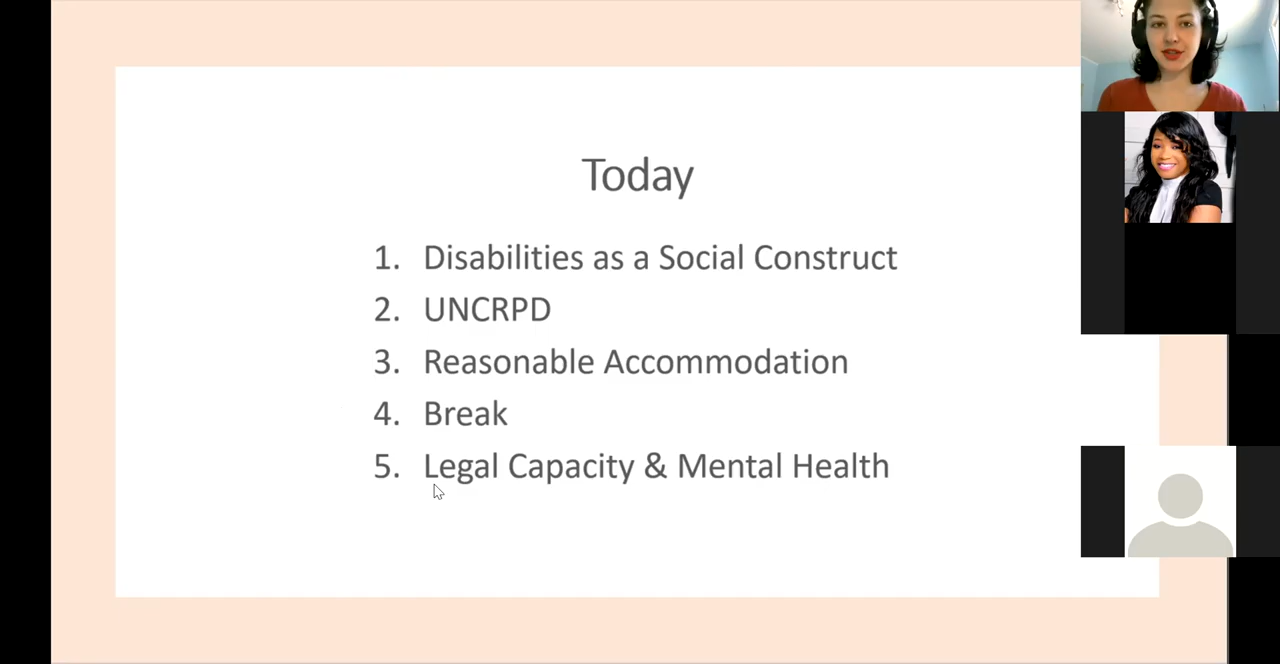 Today
1. Disabilities as a Social Construct
2. UNCRPD
3. Reasonable Accommodation
4. Break
5. Legal Capacity & Mental Health